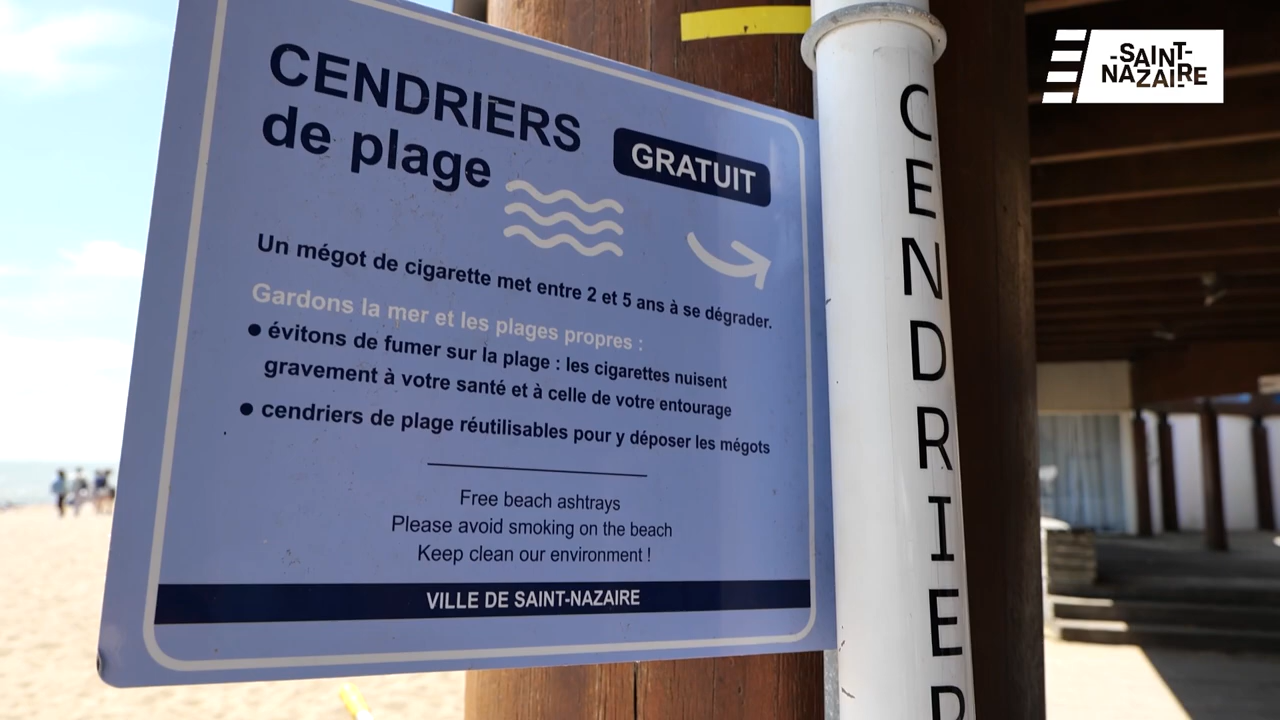 CENDRIERS
de plage
GRATUIT
Un mégot de cigarette met entre 2 et 5 ans à se dégrader.
Gardons la mer et les plages propres :
● évitons de fumer sur la plage : les cigarettes nuisent
gravement à votre santé et à celle de votre entourage
● cendriers de plage réutilisables pour y déposer les mégots
Free beach ashtrays
Please avoid smoking on the beach
Keep clean our environment !
VILLE DE SAINT-NAZAIRE
CENDRIER
-SAINT-
NAZAIRE